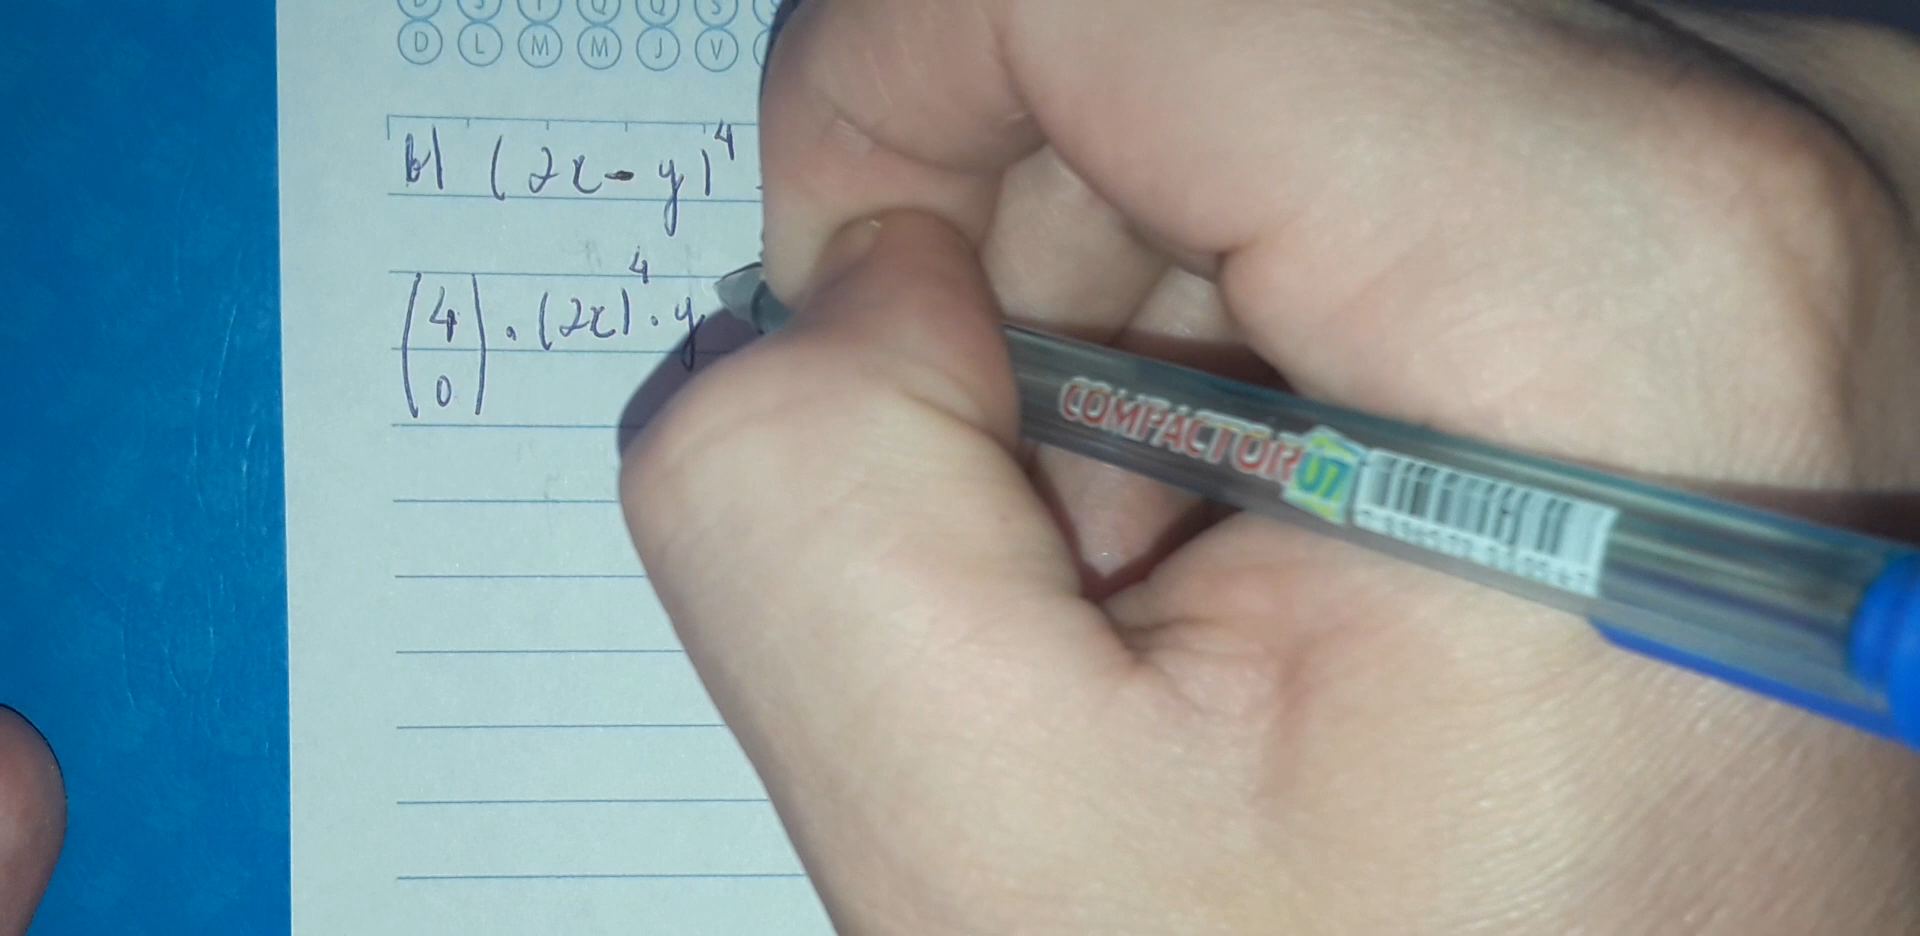 D S T Q Q S
D L M M J V
b) (2x - y)⁴
(4 0) · (2x)⁴ · y
COMPACTOR 07